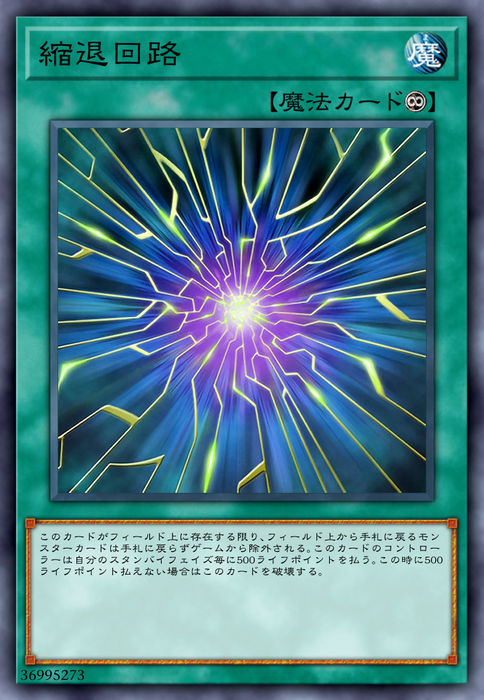 縮退回路
魔
【魔法カード♾】
このカードがフィールド上に存在する限り、フィールド上から手札に戻るモン
スターカードは手札に戻らずゲームから除外される。このカードのコントロー
ラーは自分のスタンバイフェイズ毎に500ライフポイントを払う。この時に500
ライフポイント払えない場合はこのカードを破壊する。
36995273